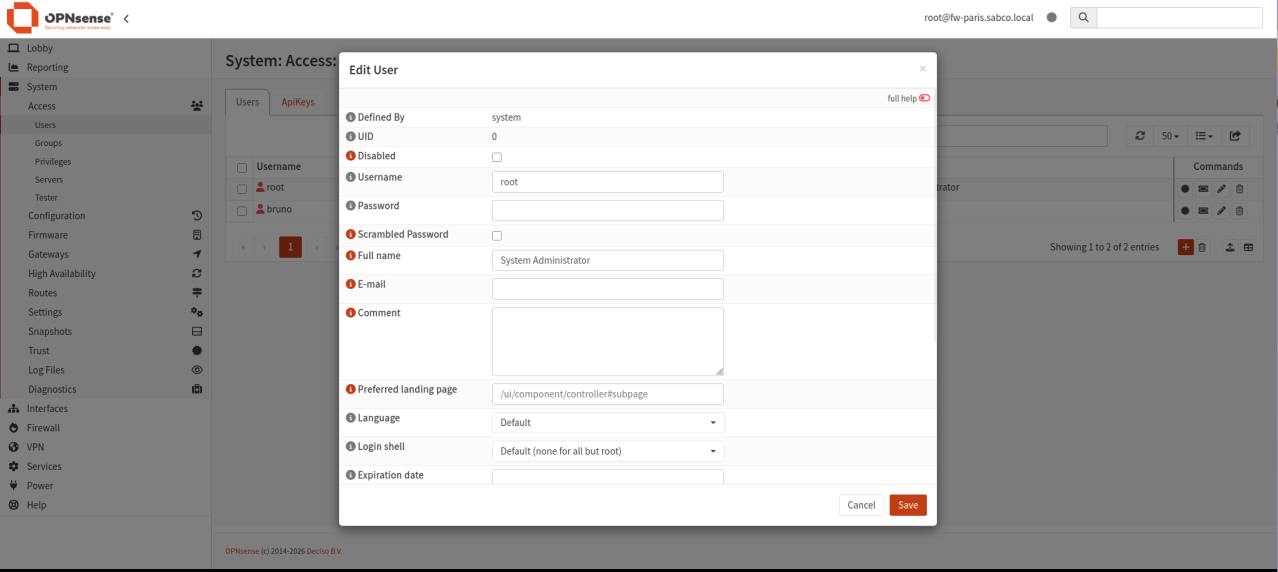 OPNsense®
Securing networks made easy
root@fw-paris.sabco.local
Lobby
Reporting
System
Access
Users
Groups
Privileges
Servers
Tester
Configuration
Firmware
Gateways
High Availability
Routes
Settings
Snapshots
Trust
Log Files
Diagnostics
Interfaces
Firewall
VPN
Services
Power
Help
System: Access:
Users ApiKeys
50
Username Commands
root trator
bruno
« ‹ 1 ›
Showing 1 to 2 of 2 entries
Edit User ×
full help
Defined By system
UID 0
Disabled
Username root
Password
Scrambled Password
Full name System Administrator
E-mail
Comment
Preferred landing page /ui/component/controller#subpage
Language Default
Login shell Default (none for all but root)
Expiration date
Cancel Save
OPNsense (c) 2014-2026 Deciso B.V.